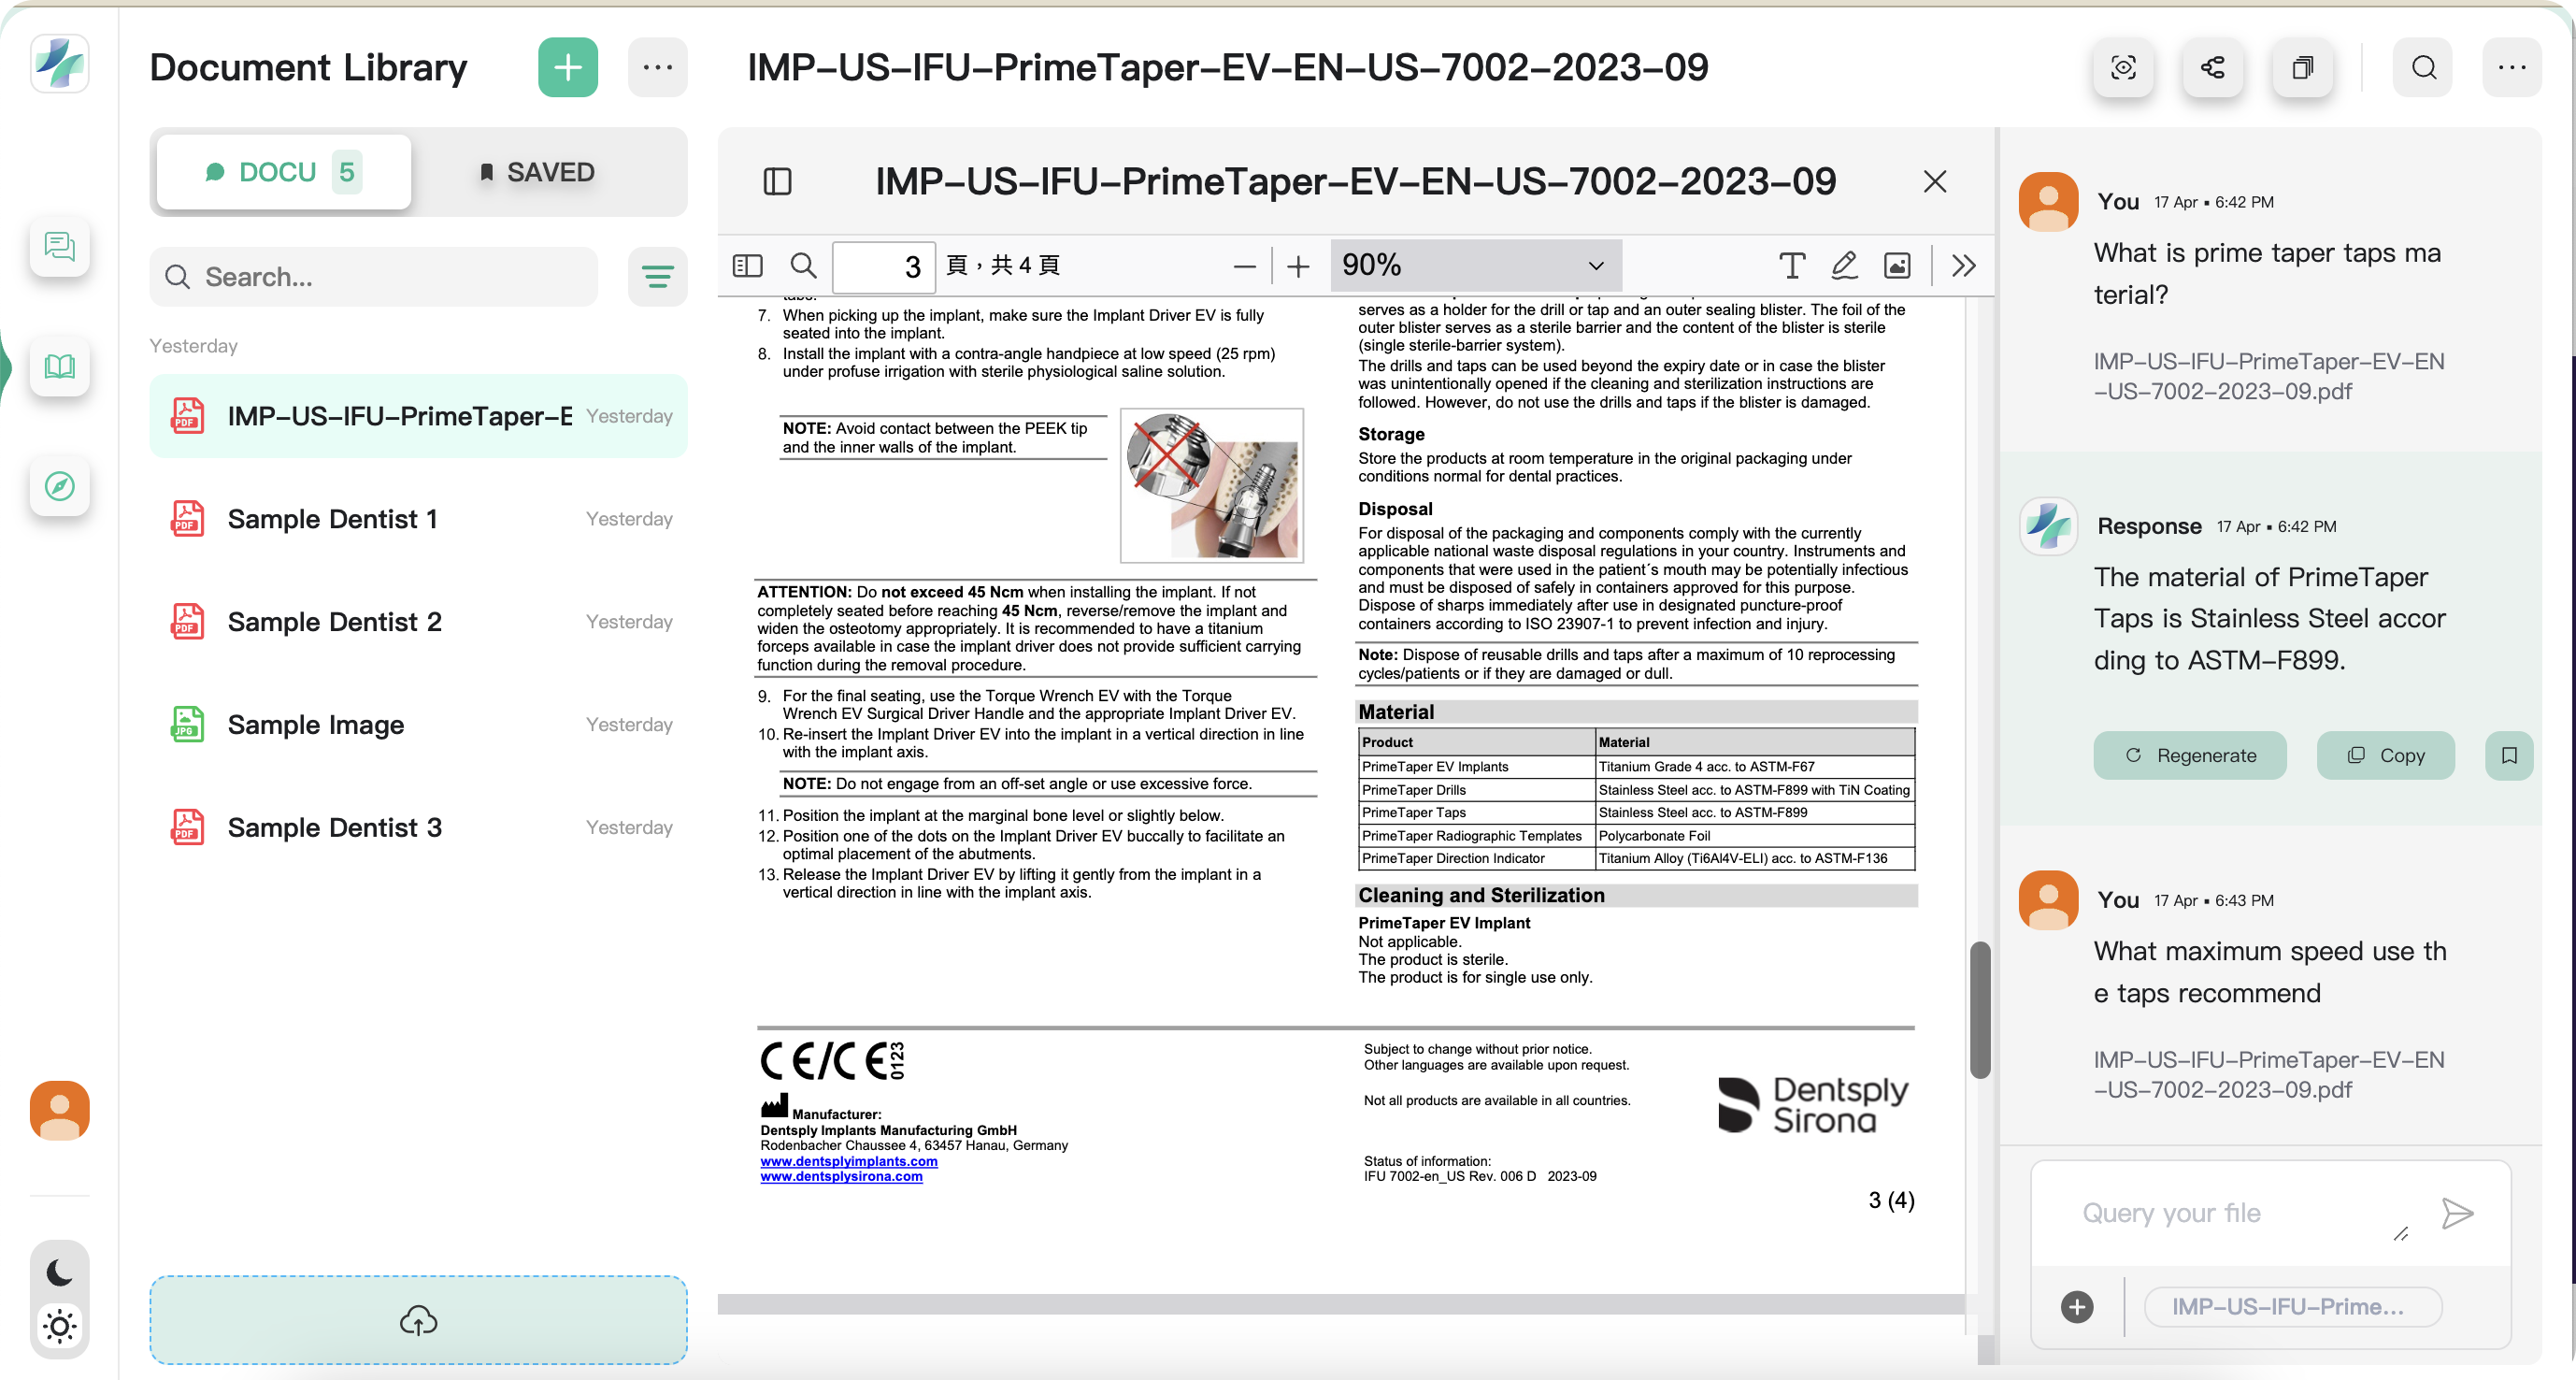 Document Library
DOCU 5
SAVED
Search...
Yesterday
IMP-US-IFU-PrimeTaper-E Yesterday
Sample Dentist 1 Yesterday
Sample Dentist 2 Yesterday
Sample Image Yesterday
Sample Dentist 3 Yesterday
IMP-US-IFU-PrimeTaper-EV-EN-US-7002-2023-09
IMP-US-IFU-PrimeTaper-EV-EN-US-7002-2023-09
3 頁，共 4 頁
90%
7. When picking up the implant, make sure the Implant Driver EV is fully
seated into the implant.
8. Install the implant with a contra-angle handpiece at low speed (25 rpm)
under profuse irrigation with sterile physiological saline solution.
NOTE: Avoid contact between the PEEK tip
and the inner walls of the implant.
ATTENTION: Do not exceed 45 Ncm when installing the implant. If not
completely seated before reaching 45 Ncm, reverse/remove the implant and
widen the osteotomy appropriately. It is recommended to have a titanium
forceps available in case the implant driver does not provide sufficient carrying
function during the removal procedure.
9. For the final seating, use the Torque Wrench EV with the Torque
Wrench EV Surgical Driver Handle and the appropriate Implant Driver EV.
10. Re-insert the Implant Driver EV into the implant in a vertical direction in line
with the implant axis.
NOTE: Do not engage from an off-set angle or use excessive force.
11. Position the implant at the marginal bone level or slightly below.
12. Position one of the dots on the Implant Driver EV buccally to facilitate an
optimal placement of the abutments.
13. Release the Implant Driver EV by lifting it gently from the implant in a
vertical direction in line with the implant axis.
serves as a holder for the drill or tap and an outer sealing blister. The foil of the
outer blister serves as a sterile barrier and the content of the blister is sterile
(single sterile-barrier system).
The drills and taps can be used beyond the expiry date or in case the blister
was unintentionally opened if the cleaning and sterilization instructions are
followed. However, do not use the drills and taps if the blister is damaged.
Storage
Store the products at room temperature in the original packaging under
conditions normal for dental practices.
Disposal
For disposal of the packaging and components comply with the currently
applicable national waste disposal regulations in your country. Instruments and
components that were used in the patient´s mouth may be potentially infectious
and must be disposed of safely in containers approved for this purpose.
Dispose of sharps immediately after use in designated puncture-proof
containers according to ISO 23907-1 to prevent infection and injury.
Note: Dispose of reusable drills and taps after a maximum of 10 reprocessing
cycles/patients or if they are damaged or dull.
Material
Product Material
PrimeTaper EV Implants Titanium Grade 4 acc. to ASTM-F67
PrimeTaper Drills Stainless Steel acc. to ASTM-F899 with TiN Coating
PrimeTaper Taps Stainless Steel acc. to ASTM-F899
PrimeTaper Radiographic Templates Polycarbonate Foil
PrimeTaper Direction Indicator Titanium Alloy (Ti6Al4V-ELI) acc. to ASTM-F136
Cleaning and Sterilization
PrimeTaper EV Implant
Not applicable.
The product is sterile.
The product is for single use only.
CE/CE 0123
Manufacturer:
Dentsply Implants Manufacturing GmbH
Rodenbacher Chaussee 4, 63457 Hanau, Germany
www.dentsplyimplants.com
www.dentsplysirona.com
Subject to change without prior notice.
Other languages are available upon request.
Not all products are available in all countries.
Status of information:
IFU 7002-en_US Rev. 006 D 2023-09
Dentsply
Sirona
3 (4)
You 17 Apr ▪ 6:42 PM
What is prime taper taps ma
terial?
IMP-US-IFU-PrimeTaper-EV-EN
-US-7002-2023-09.pdf
Response 17 Apr ▪ 6:42 PM
The material of PrimeTaper
Taps is Stainless Steel accor
ding to ASTM-F899.
Regenerate
Copy
You 17 Apr ▪ 6:43 PM
What maximum speed use th
e taps recommend
IMP-US-IFU-PrimeTaper-EV-EN
-US-7002-2023-09.pdf
Query your file
IMP-US-IFU-Prime...